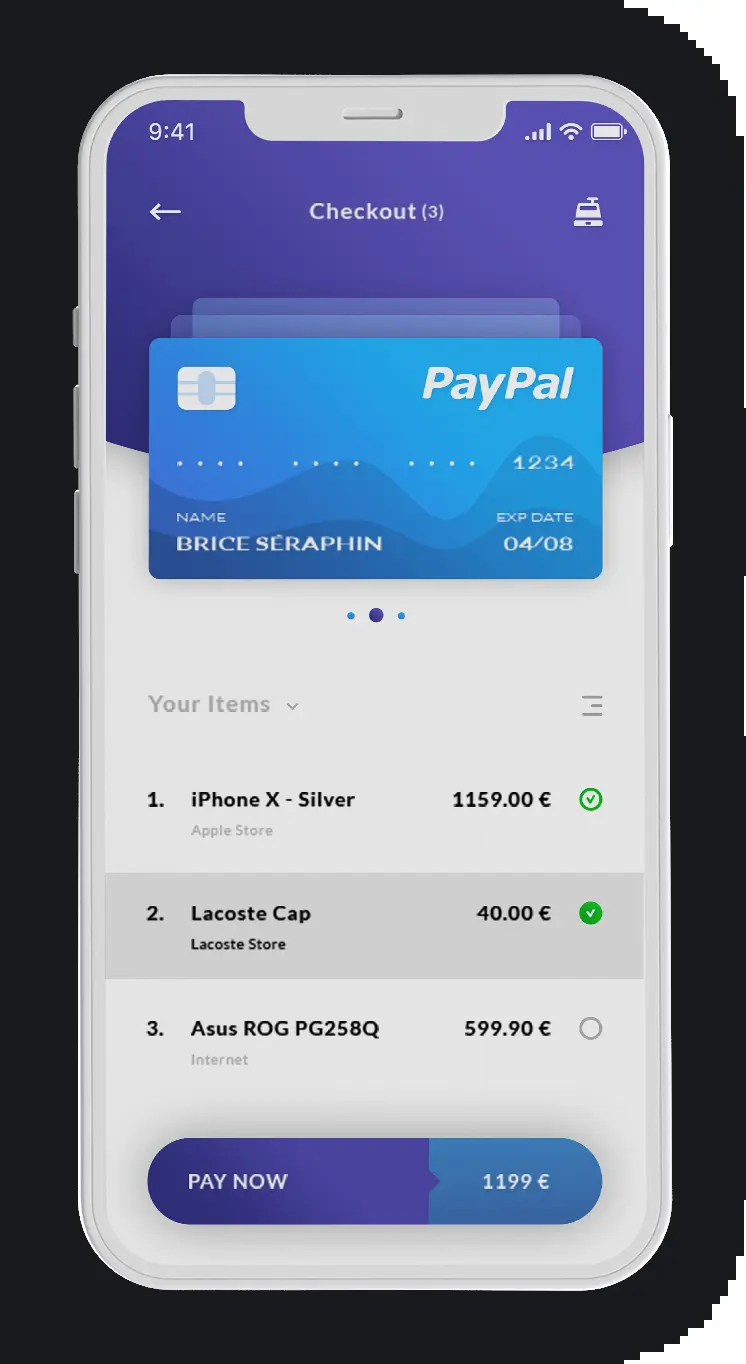 9:41
Checkout (3)
PayPal
1234
NAME EXP DATE
BRICE SÉRAPHIN 04/08
Your Items
1. iPhone X - Silver 1159.00 €
Apple Store
2. Lacoste Cap 40.00 €
Lacoste Store
3. Asus ROG PG258Q 599.90 €
Internet
PAY NOW 1199 €